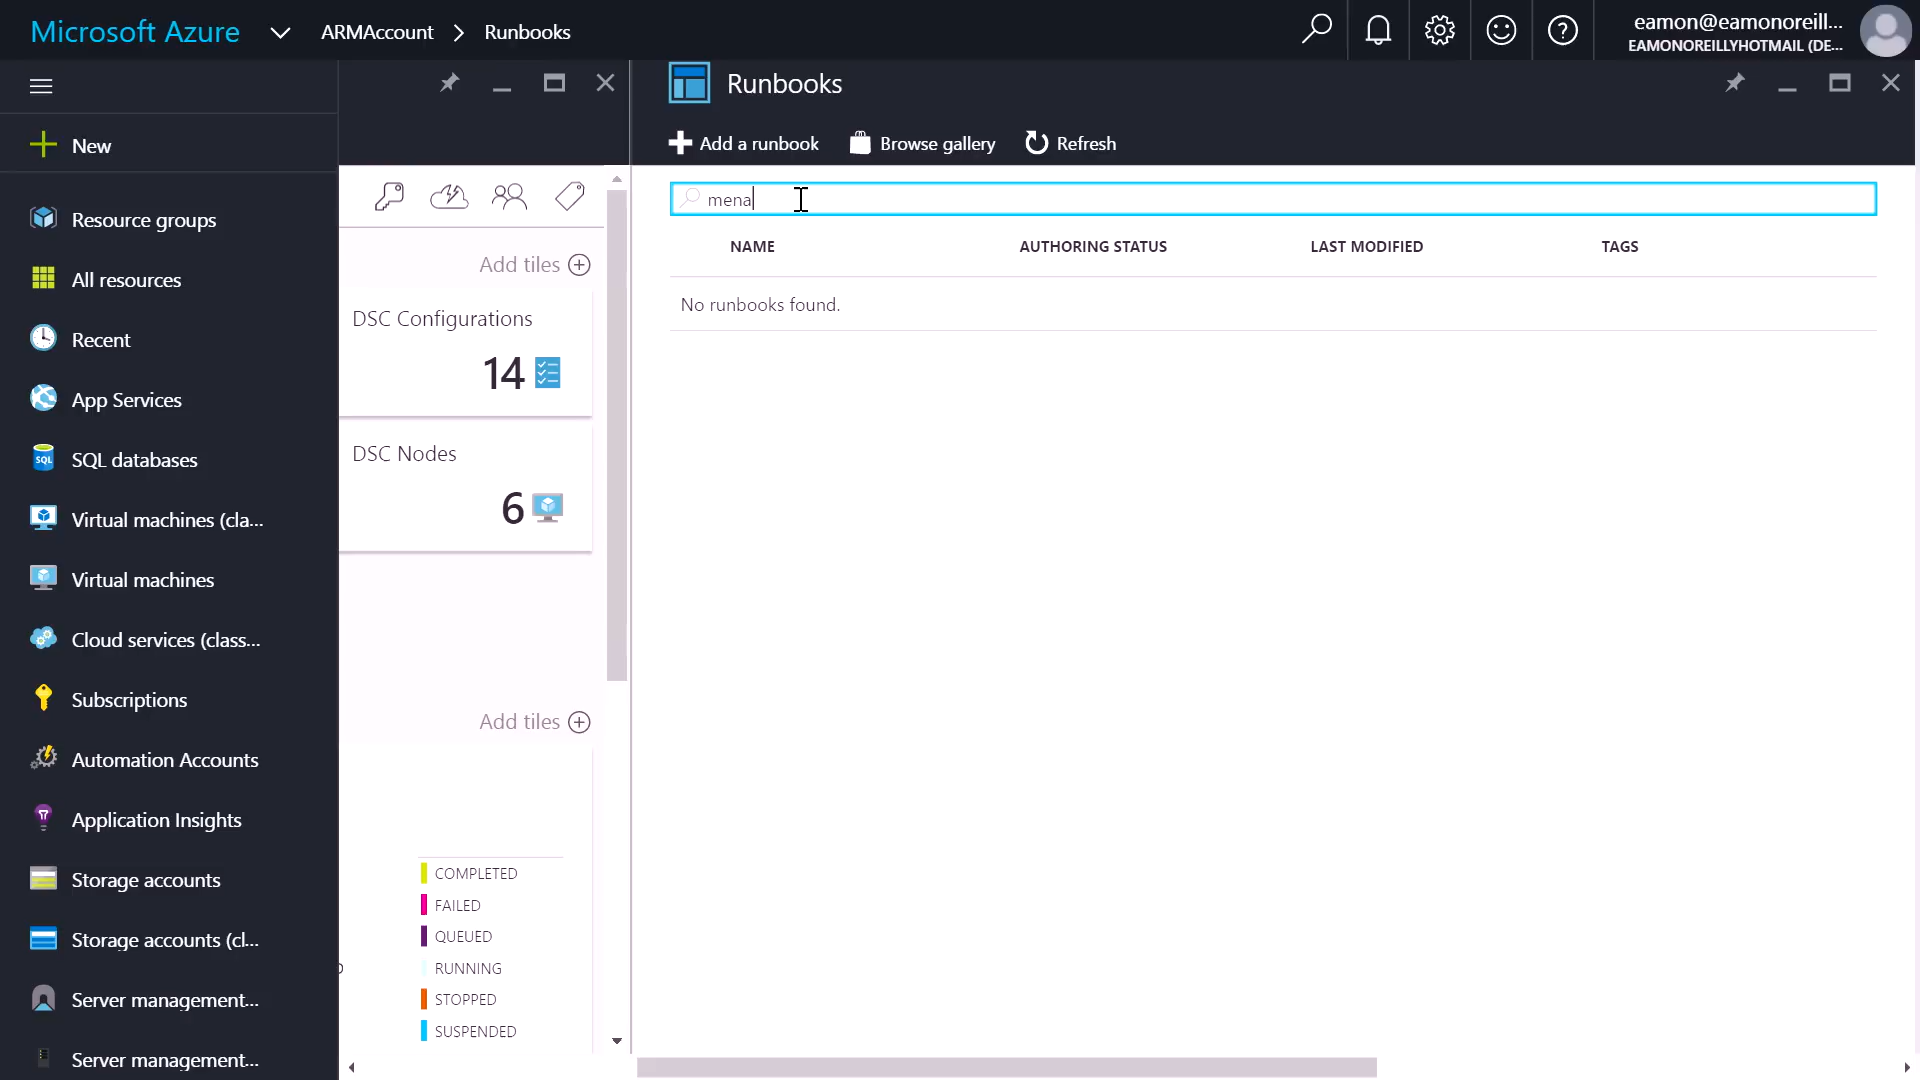 Microsoft Azure
ARMAccount > Runbooks
eamon@eamonoreill...
EAMONOREILLYHOTMAIL (DE...
New
Resource groups
All resources
Recent
App Services
SQL databases
Virtual machines (cla...
Virtual machines
Cloud services (class...
Subscriptions
Automation Accounts
Application Insights
Storage accounts
Storage accounts (cl...
Server management...
Server management...
Add tiles
DSC Configurations
14
DSC Nodes
6
Add tiles
COMPLETED
FAILED
QUEUED
RUNNING
STOPPED
SUSPENDED
Runbooks
Add a runbook Browse gallery Refresh
mena
NAME AUTHORING STATUS LAST MODIFIED TAGS
No runbooks found.